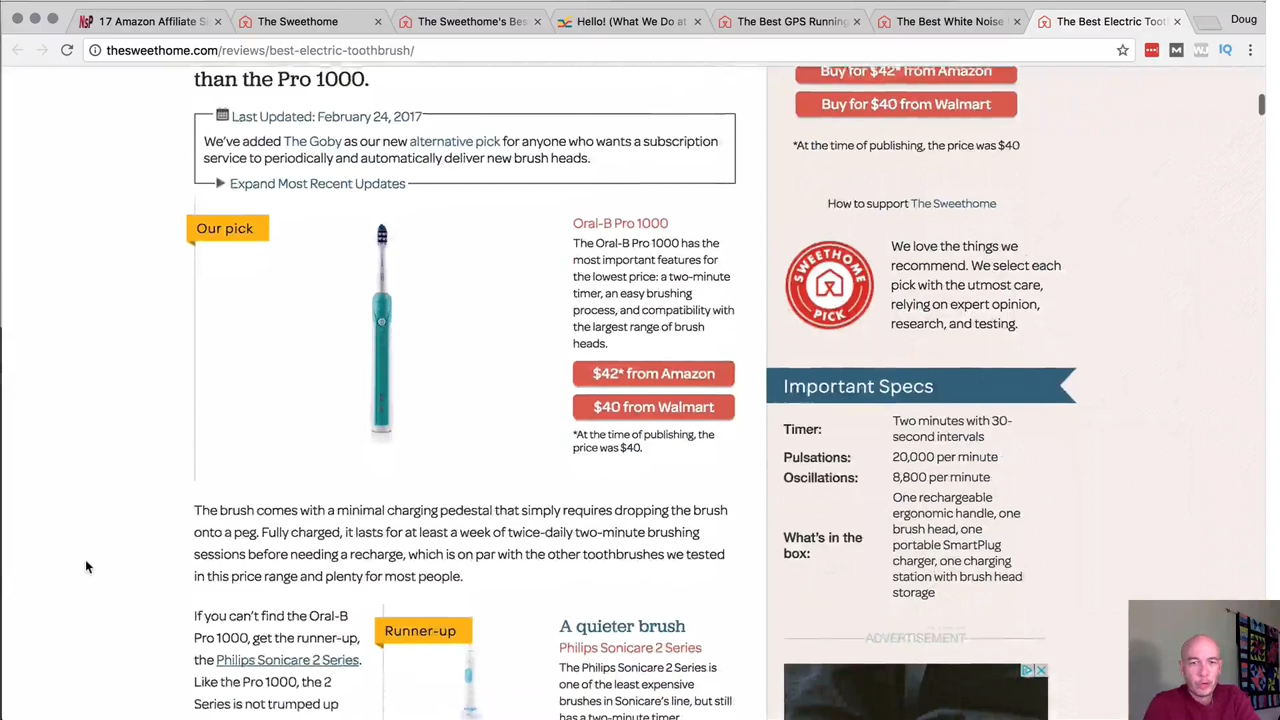 17 Amazon Affiliate Si
The Sweethome
The Sweethome's Bes
Hello! (What We Do at
The Best GPS Running
The Best White Noise
The Best Electric Toot
Doug
thesweethome.com/reviews/best-electric-toothbrush/
than the Pro 1000.
Last Updated: February 24, 2017
We've added The Goby as our new alternative pick for anyone who wants a subscription
service to periodically and automatically deliver new brush heads.
Expand Most Recent Updates
Our pick
Oral-B Pro 1000
The Oral-B Pro 1000 has the
most important features for
the lowest price: a two-minute
timer, an easy brushing
process, and compatibility with
the largest range of brush
heads.
$42* from Amazon
$40 from Walmart
*At the time of publishing, the
price was $40.
The brush comes with a minimal charging pedestal that simply requires dropping the brush
onto a peg. Fully charged, it lasts for at least a week of twice-daily two-minute brushing
sessions before needing a recharge, which is on par with the other toothbrushes we tested
in this price range and plenty for most people.
If you can't find the Oral-B
Pro 1000, get the runner-up,
the Philips Sonicare 2 Series.
Like the Pro 1000, the 2
Series is not trumped up
Runner-up
A quieter brush
Philips Sonicare 2 Series
The Philips Sonicare 2 Series is
one of the least expensive
brushes in Sonicare's line, but still
has a two-minute timer
Buy for $42* from Amazon
Buy for $40 from Walmart
*At the time of publishing, the price was $40
How to support The Sweethome
SWEETHOME
PICK
We love the things we
recommend. We select each
pick with the utmost care,
relying on expert opinion,
research, and testing.
Important Specs
Timer:
Two minutes with 30-
second intervals
Pulsations:
20,000 per minute
Oscillations:
8,800 per minute
What's in the
box:
One rechargeable
ergonomic handle, one
brush head, one
portable SmartPlug
charger, one charging
station with brush head
storage
ADVERTISEMENT